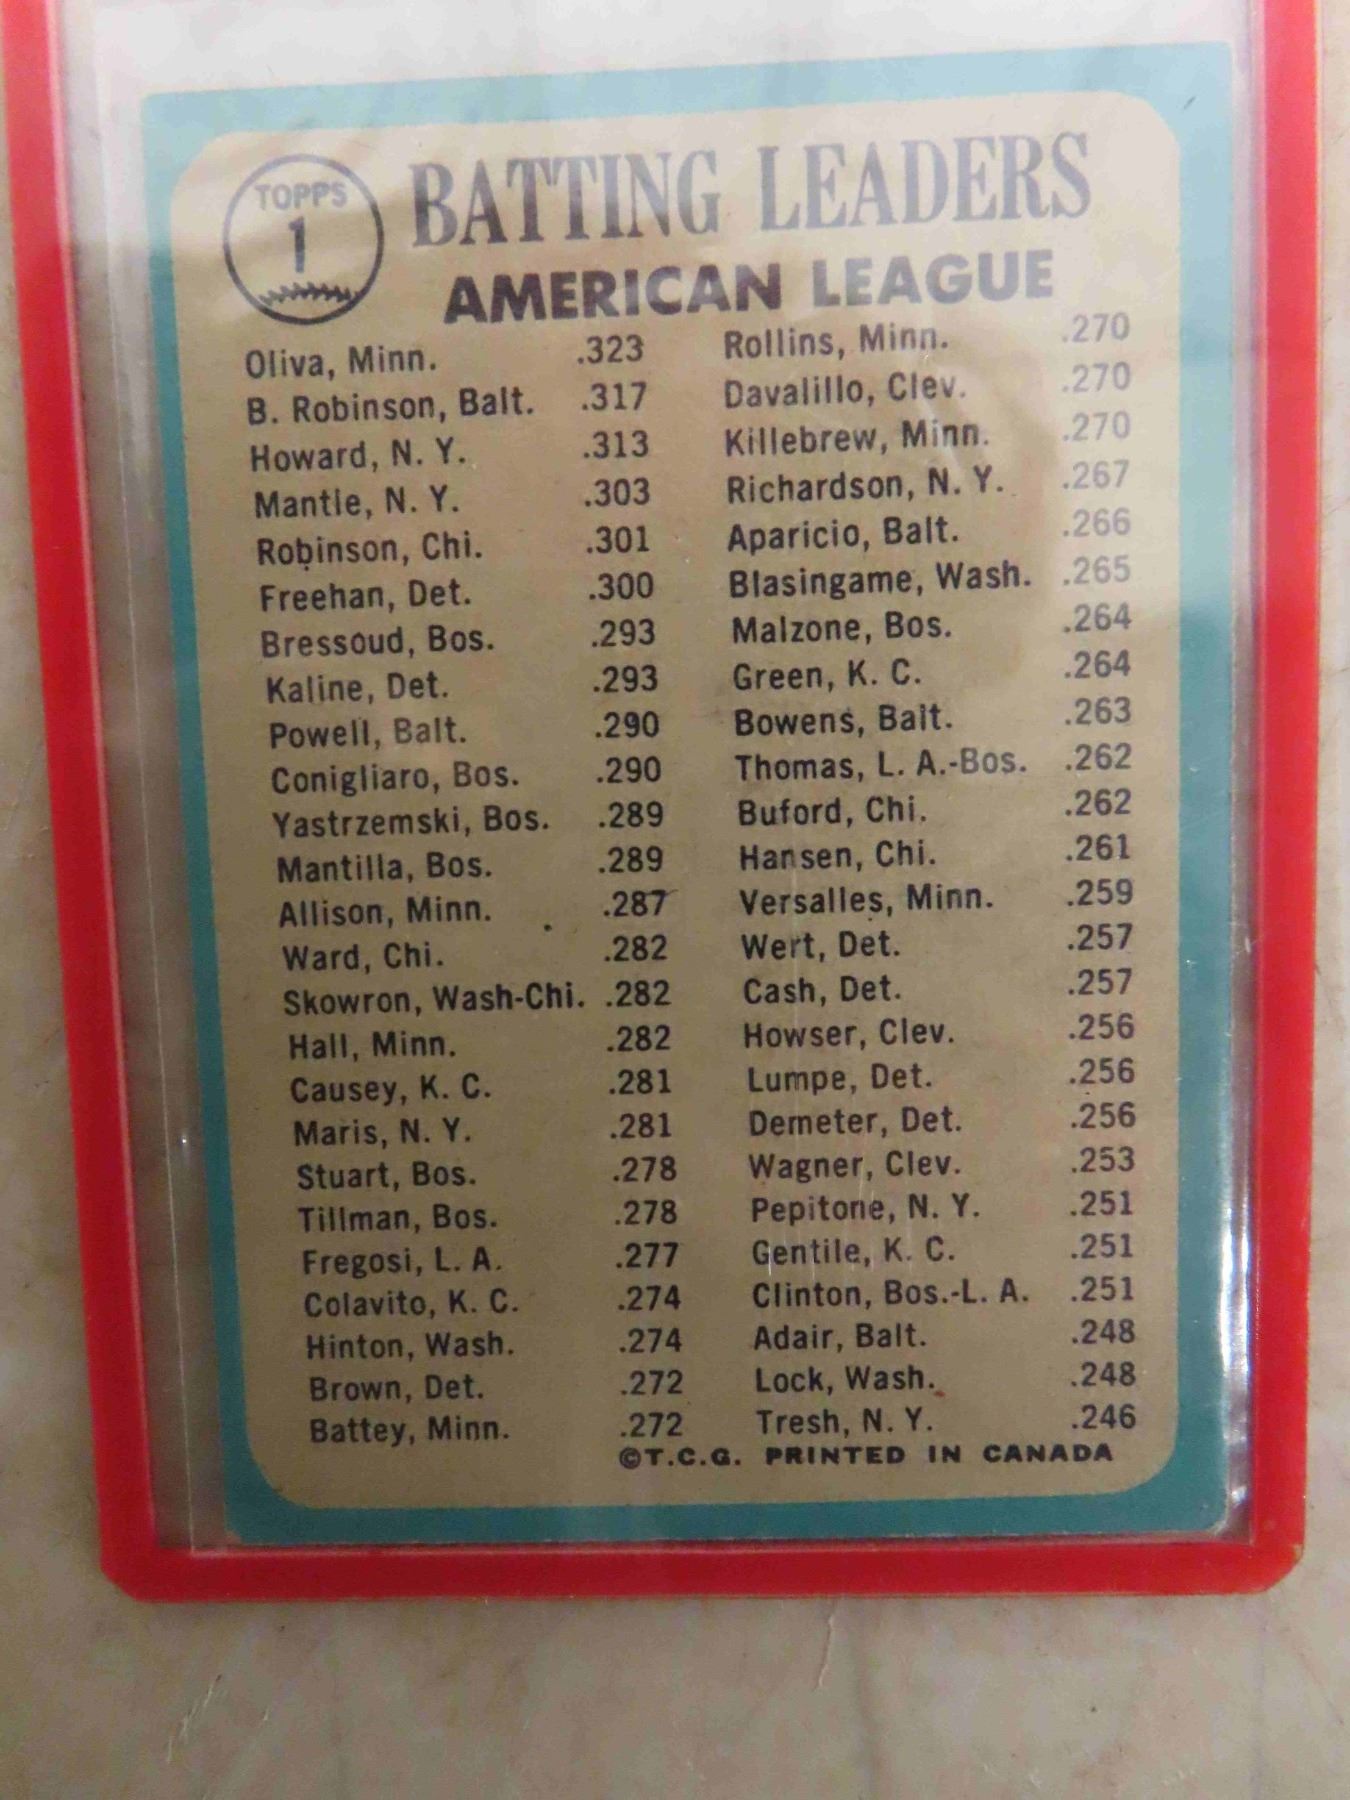 TOPPS
1
BATTING LEADERS
AMERICAN LEAGUE
Oliva, Minn. .323
B. Robinson, Balt. .317
Howard, N. Y. .313
Mantle, N. Y. .303
Robinson, Chi. .301
Freehan, Det. .300
Bressoud, Bos. .293
Kaline, Det. .293
Powell, Balt. .290
Conigliaro, Bos. .290
Yastrzemski, Bos. .289
Mantilla, Bos. .289
Allison, Minn. .287
Ward, Chi. .282
Skowron, Wash-Chi. .282
Hall, Minn. .282
Causey, K. C. .281
Maris, N. Y. .281
Stuart, Bos. .278
Tillman, Bos. .278
Fregosi, L. A. .277
Colavito, K. C. .274
Hinton, Wash. .274
Brown, Det. .272
Battey, Minn. .272
Rollins, Minn. .270
Davalillo, Clev. .270
Killebrew, Minn. .270
Richardson, N. Y. .267
Aparicio, Balt. .266
Blasingame, Wash. .265
Malzone, Bos. .264
Green, K. C. .264
Bowens, Balt. .263
Thomas, L. A.-Bos. .262
Buford, Chi. .262
Hansen, Chi. .261
Versalles, Minn. .259
Wert, Det. .257
Cash, Det. .257
Howser, Clev. .256
Lumpe, Det. .256
Demeter, Det. .256
Wagner, Clev. .253
Pepitone, N. Y. .251
Gentile, K. C. .251
Clinton, Bos.-L. A. .251
Adair, Balt. .248
Lock, Wash. .248
Tresh, N. Y. .246
©T.C.G. PRINTED IN CANADA